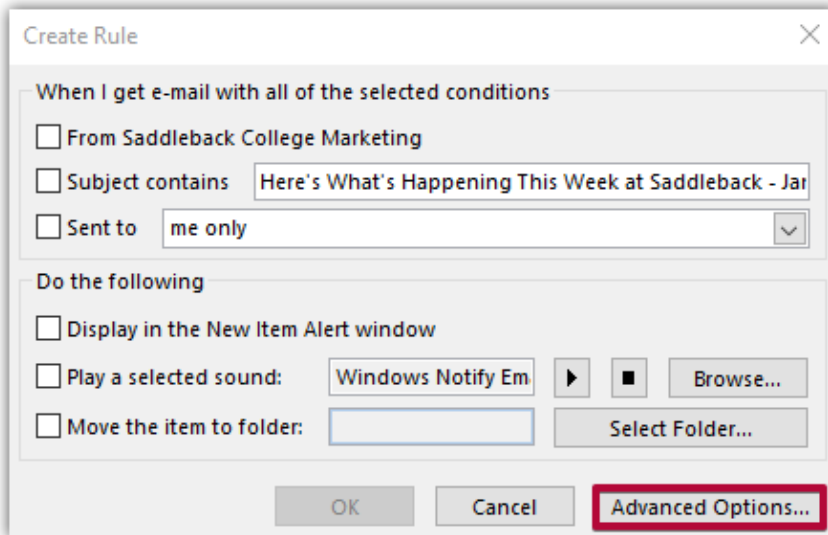 Create Rule
When I get e-mail with all of the selected conditions
From Saddleback College Marketing
Subject contains Here's What's Happening This Week at Saddleback - Jar
Sent to me only
Do the following
Display in the New Item Alert window
Play a selected sound: Windows Notify Em Browse...
Move the item to folder: Select Folder...
OK Cancel Advanced Options...